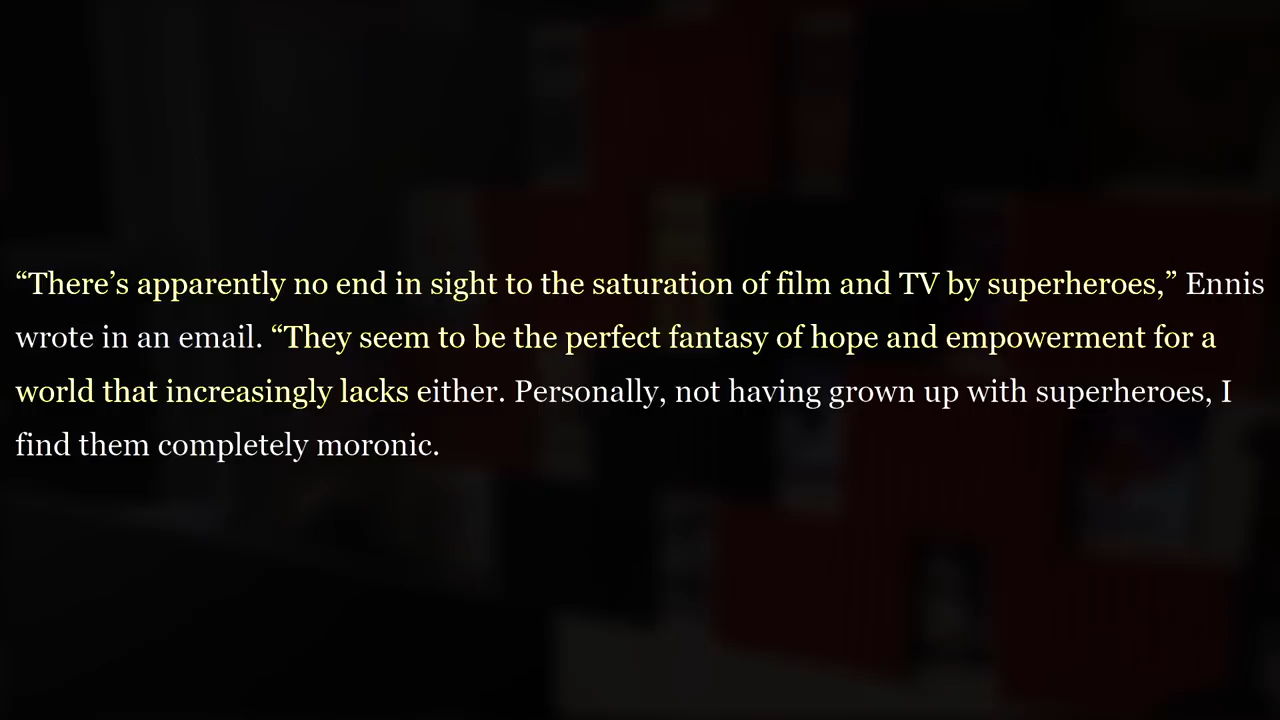 “There’s apparently no end in sight to the saturation of film and TV by superheroes,” Ennis
wrote in an email. “They seem to be the perfect fantasy of hope and empowerment for a
world that increasingly lacks either. Personally, not having grown up with superheroes, I
find them completely moronic.